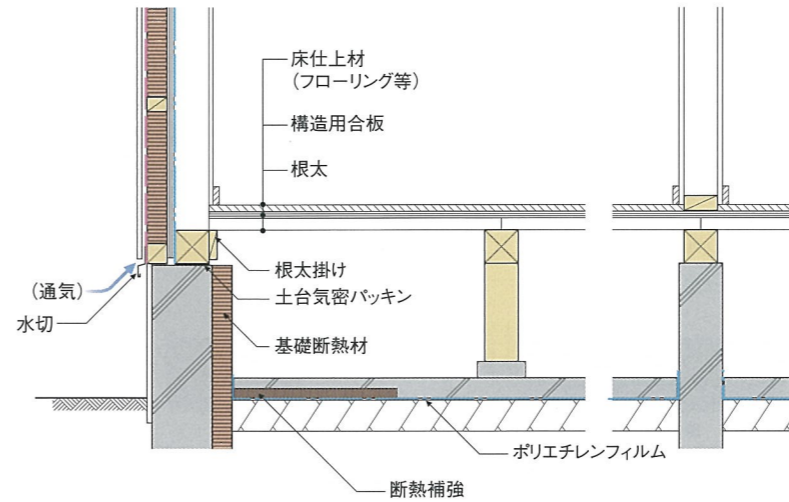 床仕上材
(フローリング等)
構造用合板
根太
根太掛け
土台気密パッキン
(通気)
水切
基礎断熱材
ポリエチレンフィルム
断熱補強